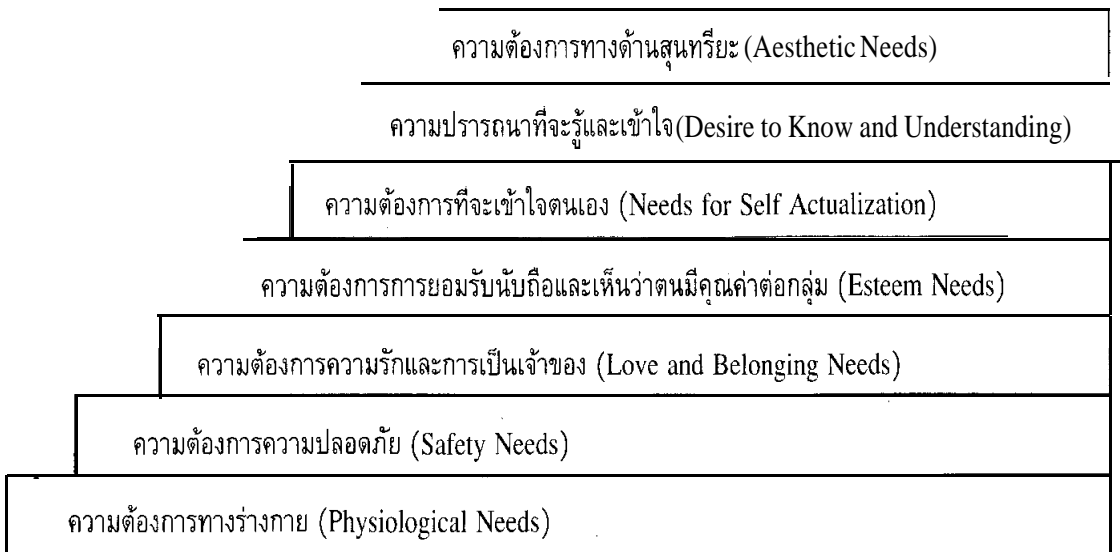 ความต้องการทางด้านสุนทรียะ (Aesthetic Needs)
ความปรารถนาที่จะรู้และเข้าใจ(Desire to Know and Understanding)
ความต้องการที่จะเข้าใจตนเอง (Needs for Self Actualization)
ความต้องการการยอมรับนับถือและเห็นว่าตนมีคุณค่าต่อกลุ่ม (Esteem Needs)
ความต้องการความรักและการเป็นเจ้าของ (Love and Belonging Needs)
ความต้องการความปลอดภัย (Safety Needs)
ความต้องการทางร่างกาย (Physiological Needs)